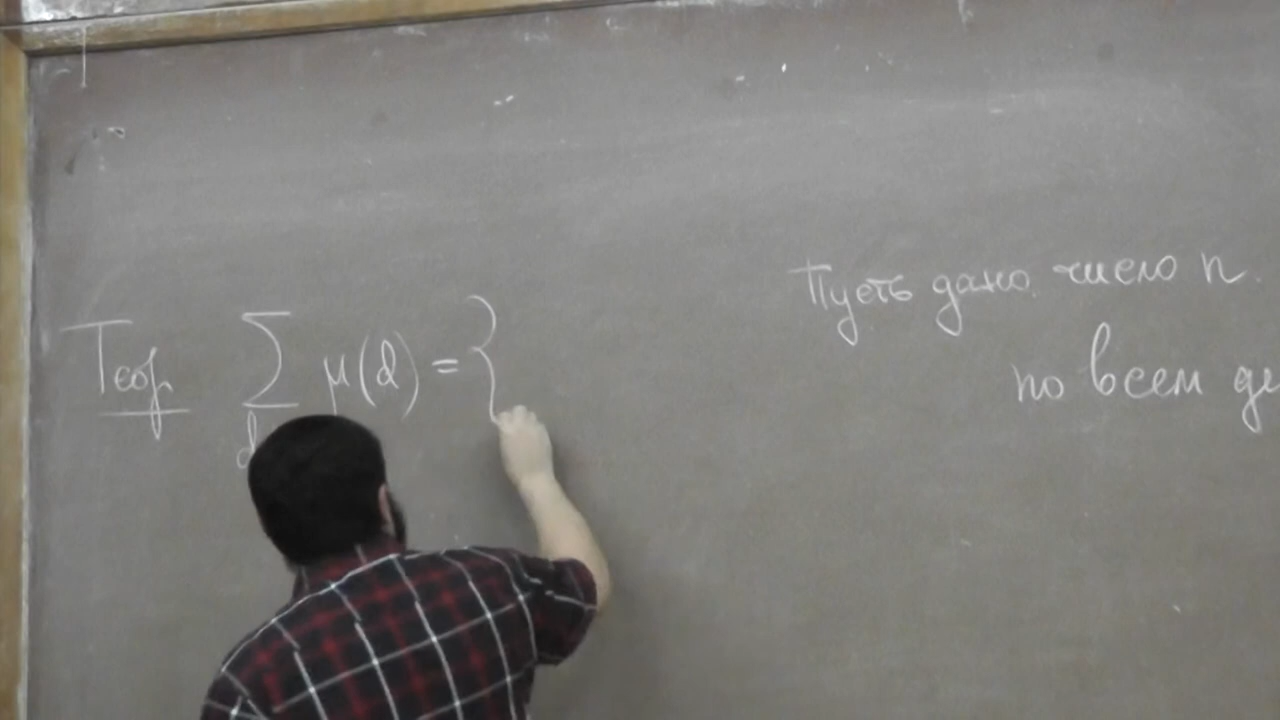 Теор ∑ μ(d) = {
d
Пусть дано число n.
по всем